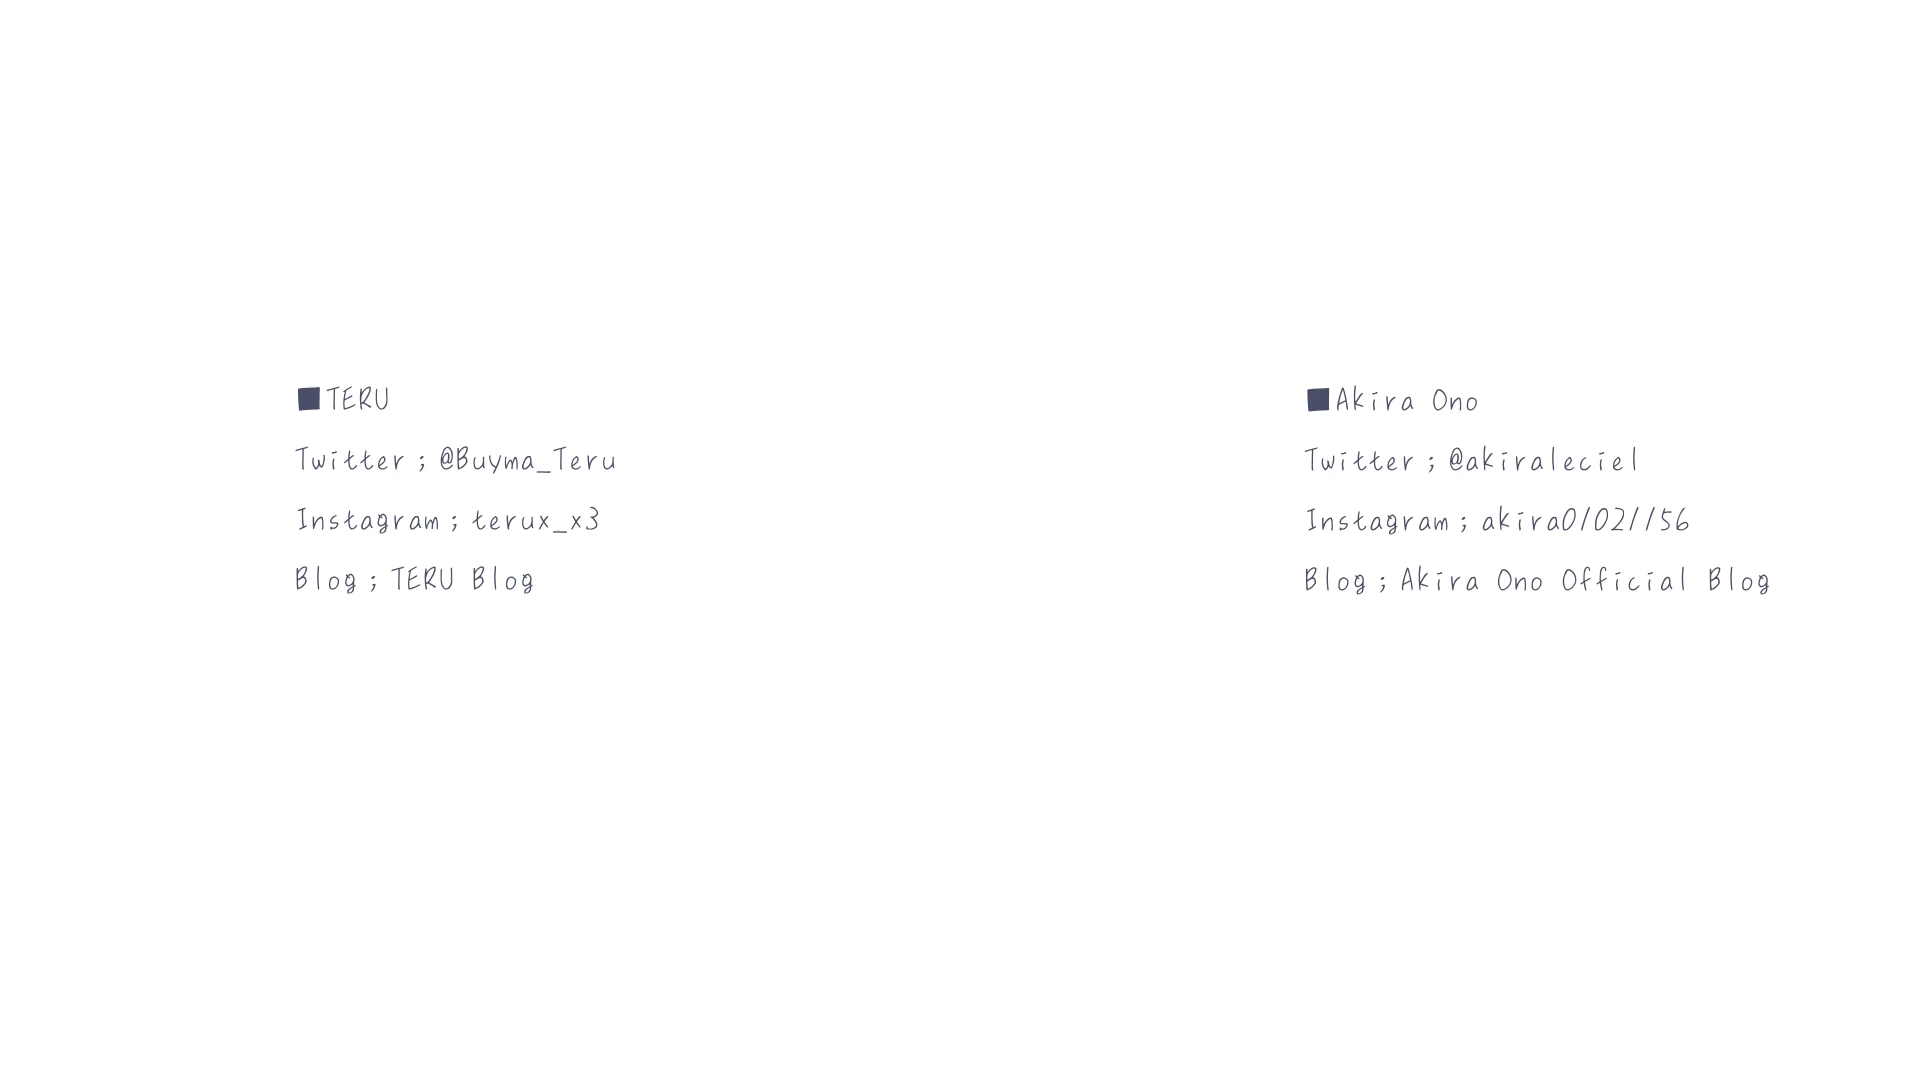 ■TERU
Twitter ; @Buyma_Teru
Instagram ; terux_x3
Blog ; TERU Blog
■Akira Ono
Twitter ; @akiraleciel
Instagram ; akira01021156
Blog ; Akira Ono Official Blog